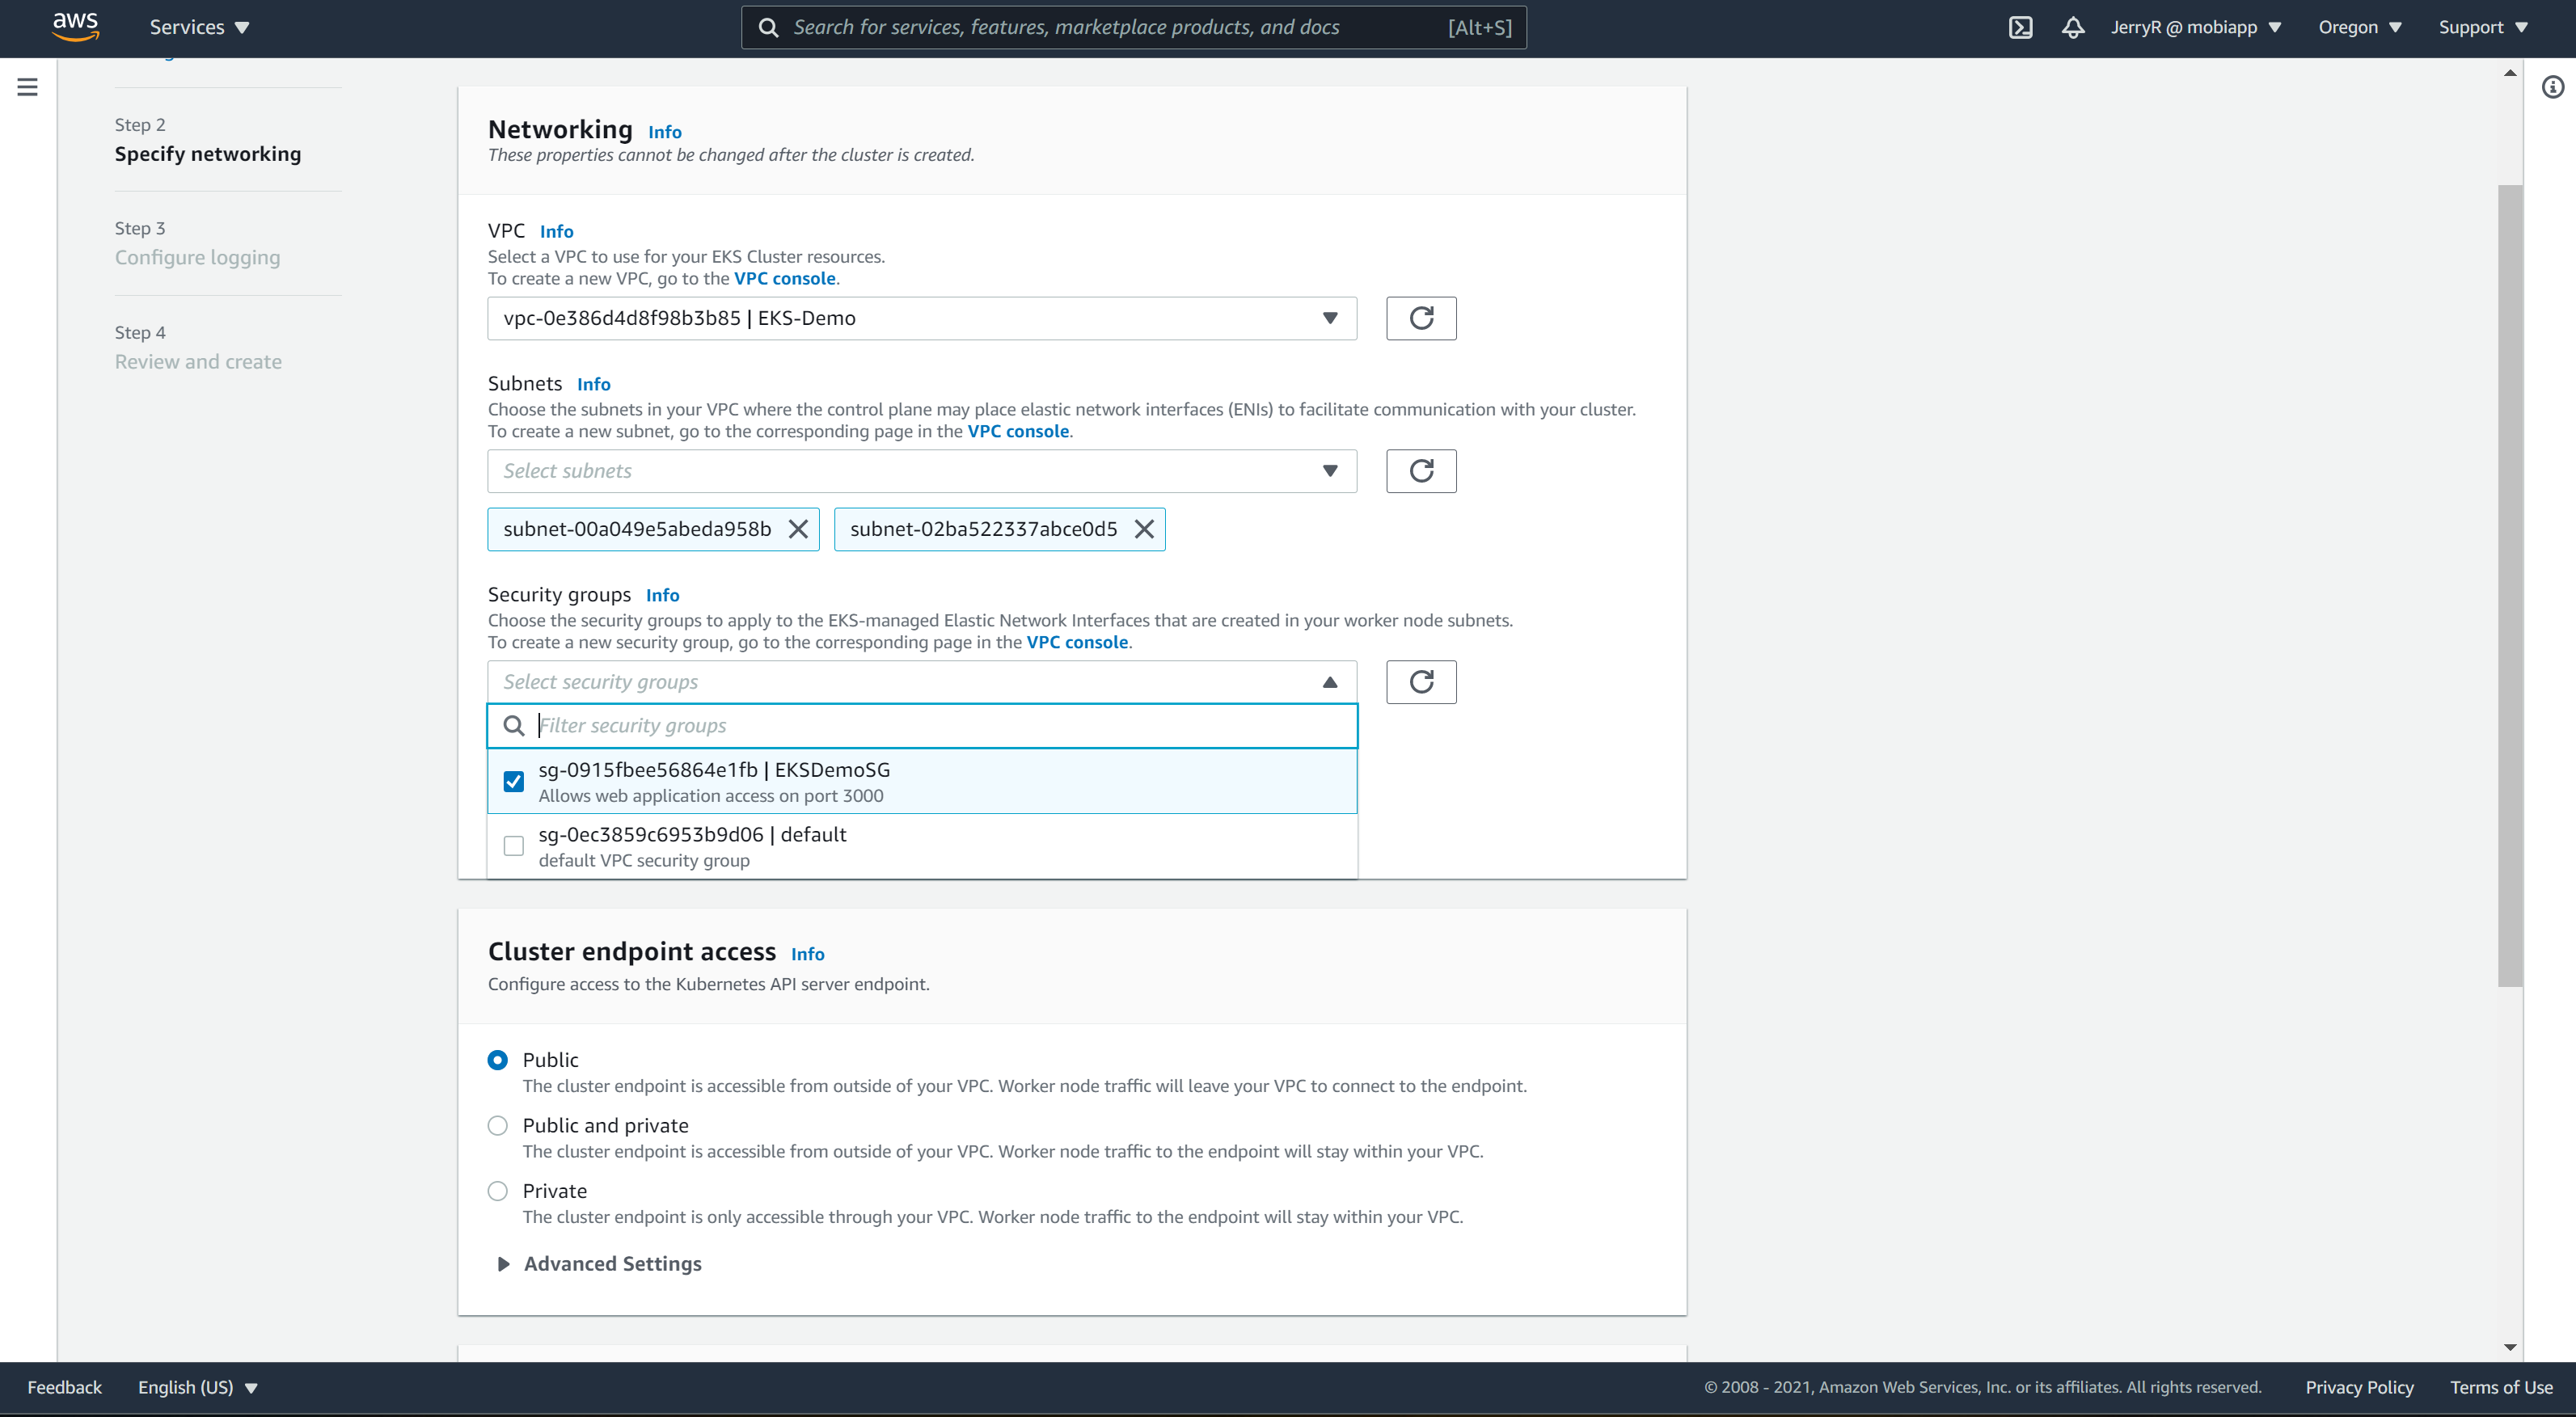 aws
Services
Search for services, features, marketplace products, and docs
[Alt+S]
JerryR @ mobiapp
Oregon
Support
Step 2
Specify networking
Step 3
Configure logging
Step 4
Review and create
Networking Info
These properties cannot be changed after the cluster is created.
VPC Info
Select a VPC to use for your EKS Cluster resources.
To create a new VPC, go to the VPC console.
vpc-0e386d4d8f98b3b85 | EKS-Demo
Subnets Info
Choose the subnets in your VPC where the control plane may place elastic network interfaces (ENIs) to facilitate communication with your cluster.
To create a new subnet, go to the corresponding page in the VPC console.
Select subnets
subnet-00a049e5abeda958b
subnet-02ba522337abce0d5
Security groups Info
Choose the security groups to apply to the EKS-managed Elastic Network Interfaces that are created in your worker node subnets.
To create a new security group, go to the corresponding page in the VPC console.
Select security groups
Filter security groups
sg-0915fbee56864e1fb | EKSDemoSG
Allows web application access on port 3000
sg-0ec3859c6953b9d06 | default
default VPC security group
Cluster endpoint access Info
Configure access to the Kubernetes API server endpoint.
Public
The cluster endpoint is accessible from outside of your VPC. Worker node traffic will leave your VPC to connect to the endpoint.
Public and private
The cluster endpoint is accessible from outside of your VPC. Worker node traffic to the endpoint will stay within your VPC.
Private
The cluster endpoint is only accessible through your VPC. Worker node traffic to the endpoint will stay within your VPC.
Advanced Settings
Feedback
English (US)
© 2008 - 2021, Amazon Web Services, Inc. or its affiliates. All rights reserved.
Privacy Policy
Terms of Use